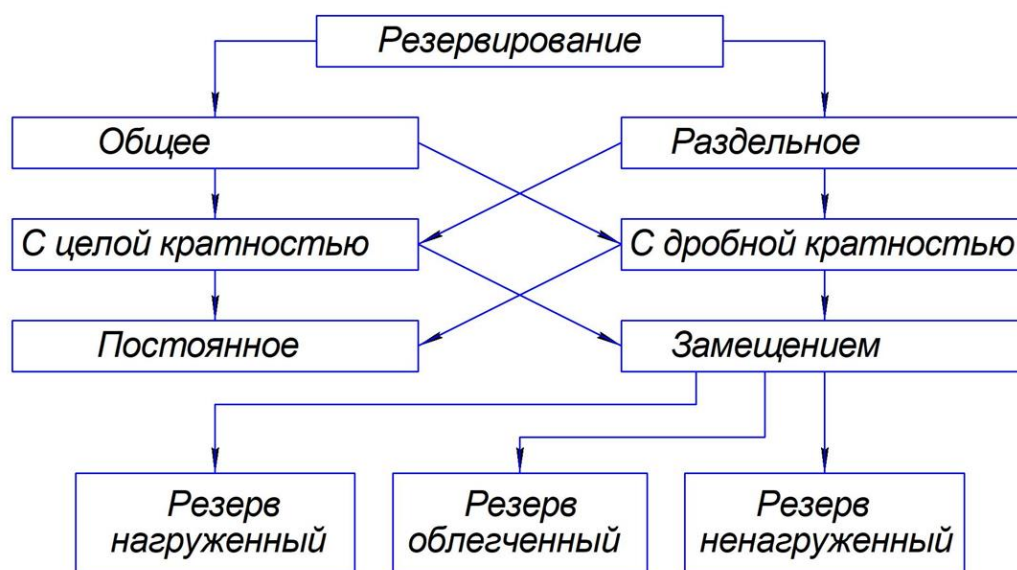 Резервирование
Общее
Раздельное
С целой кратностью
С дробной кратностью
Постоянное
Замещением
Резерв
нагруженный
Резерв
облегченный
Резерв
ненагруженный